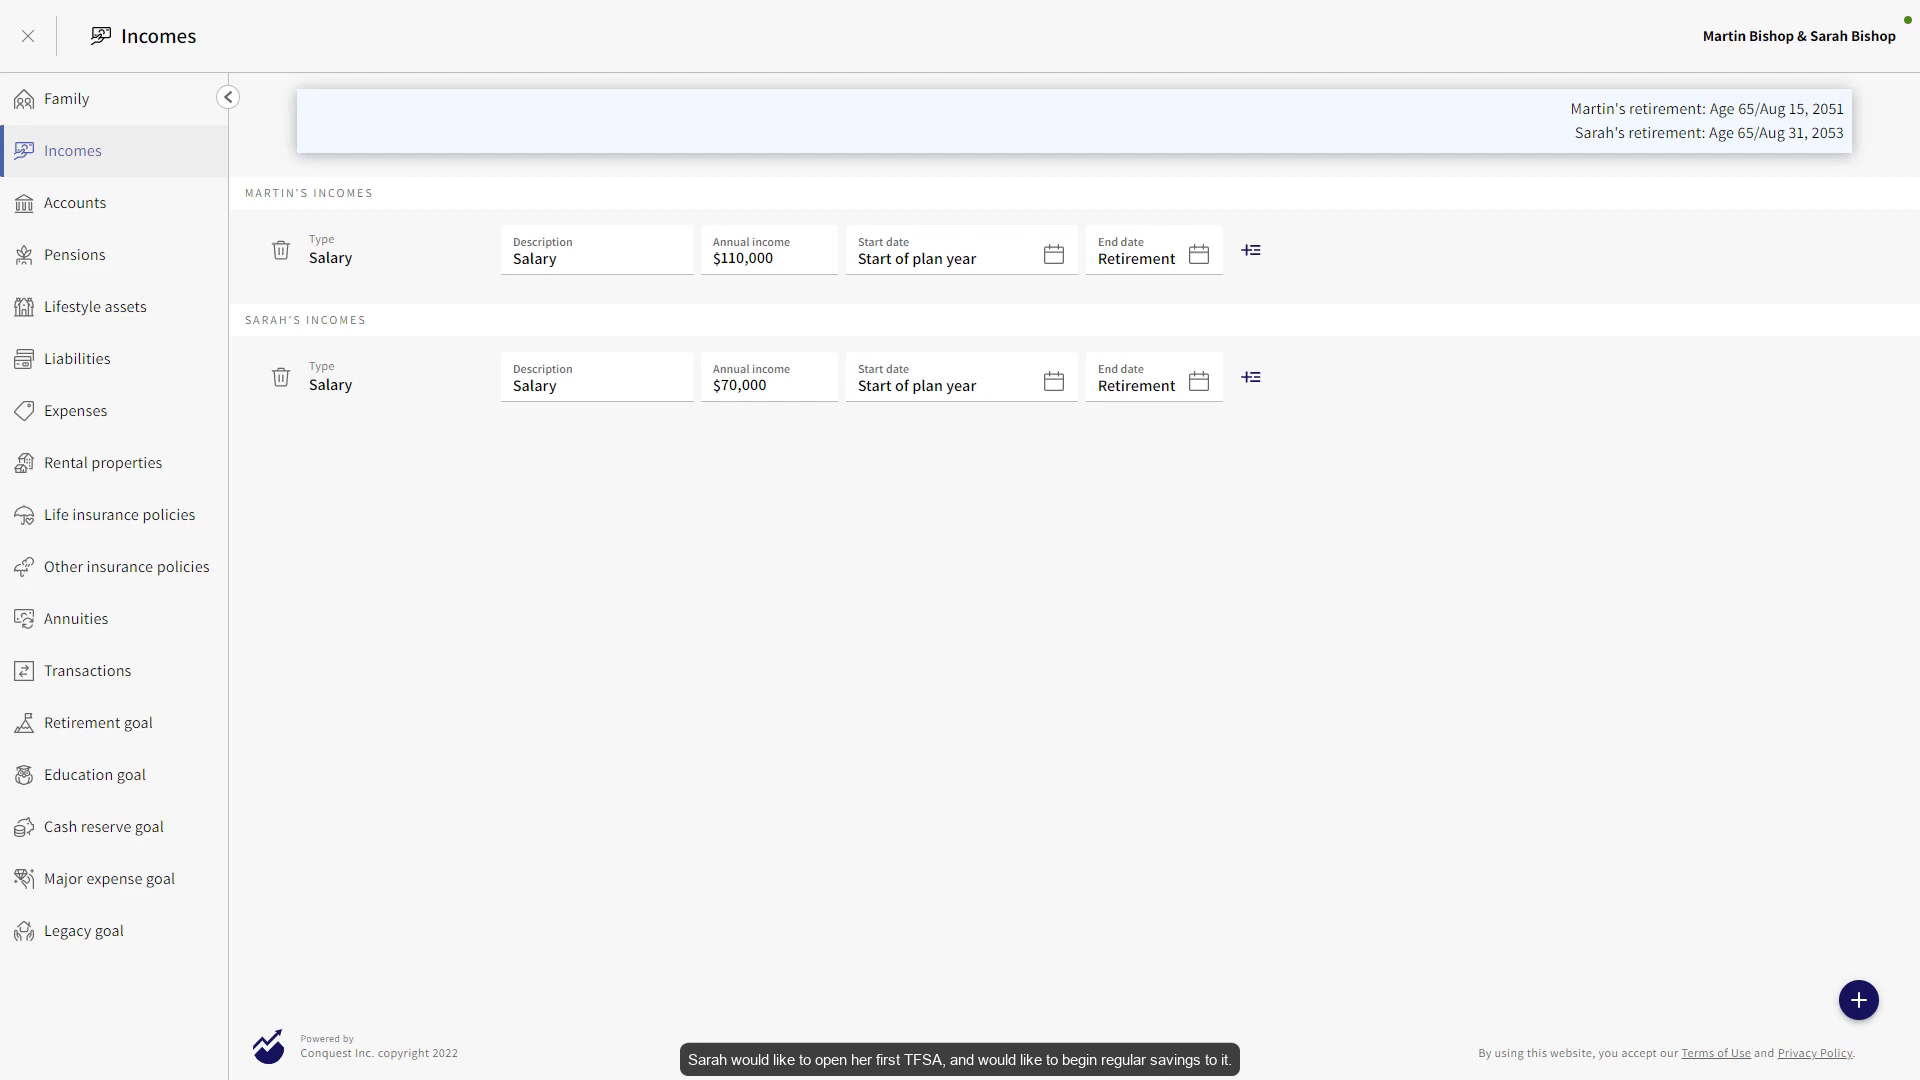 Incomes
Martin Bishop & Sarah Bishop
Family
Incomes
Accounts
Pensions
Lifestyle assets
Liabilities
Expenses
Rental properties
Life insurance policies
Other insurance policies
Annuities
Transactions
Retirement goal
Education goal
Cash reserve goal
Major expense goal
Legacy goal
Martin's retirement: Age 65/Aug 15, 2051
Sarah's retirement: Age 65/Aug 31, 2053
MARTIN'S INCOMES
Type
Salary
Description
Salary
Annual income
$110,000
Start date
Start of plan year
End date
Retirement
SARAH'S INCOMES
Type
Salary
Description
Salary
Annual income
$70,000
Start date
Start of plan year
End date
Retirement
Powered by
Conquest Inc. copyright 2022
Sarah would like to open her first TFSA, and would like to begin regular savings to it.
By using this website, you accept our Terms of Use and Privacy Policy.